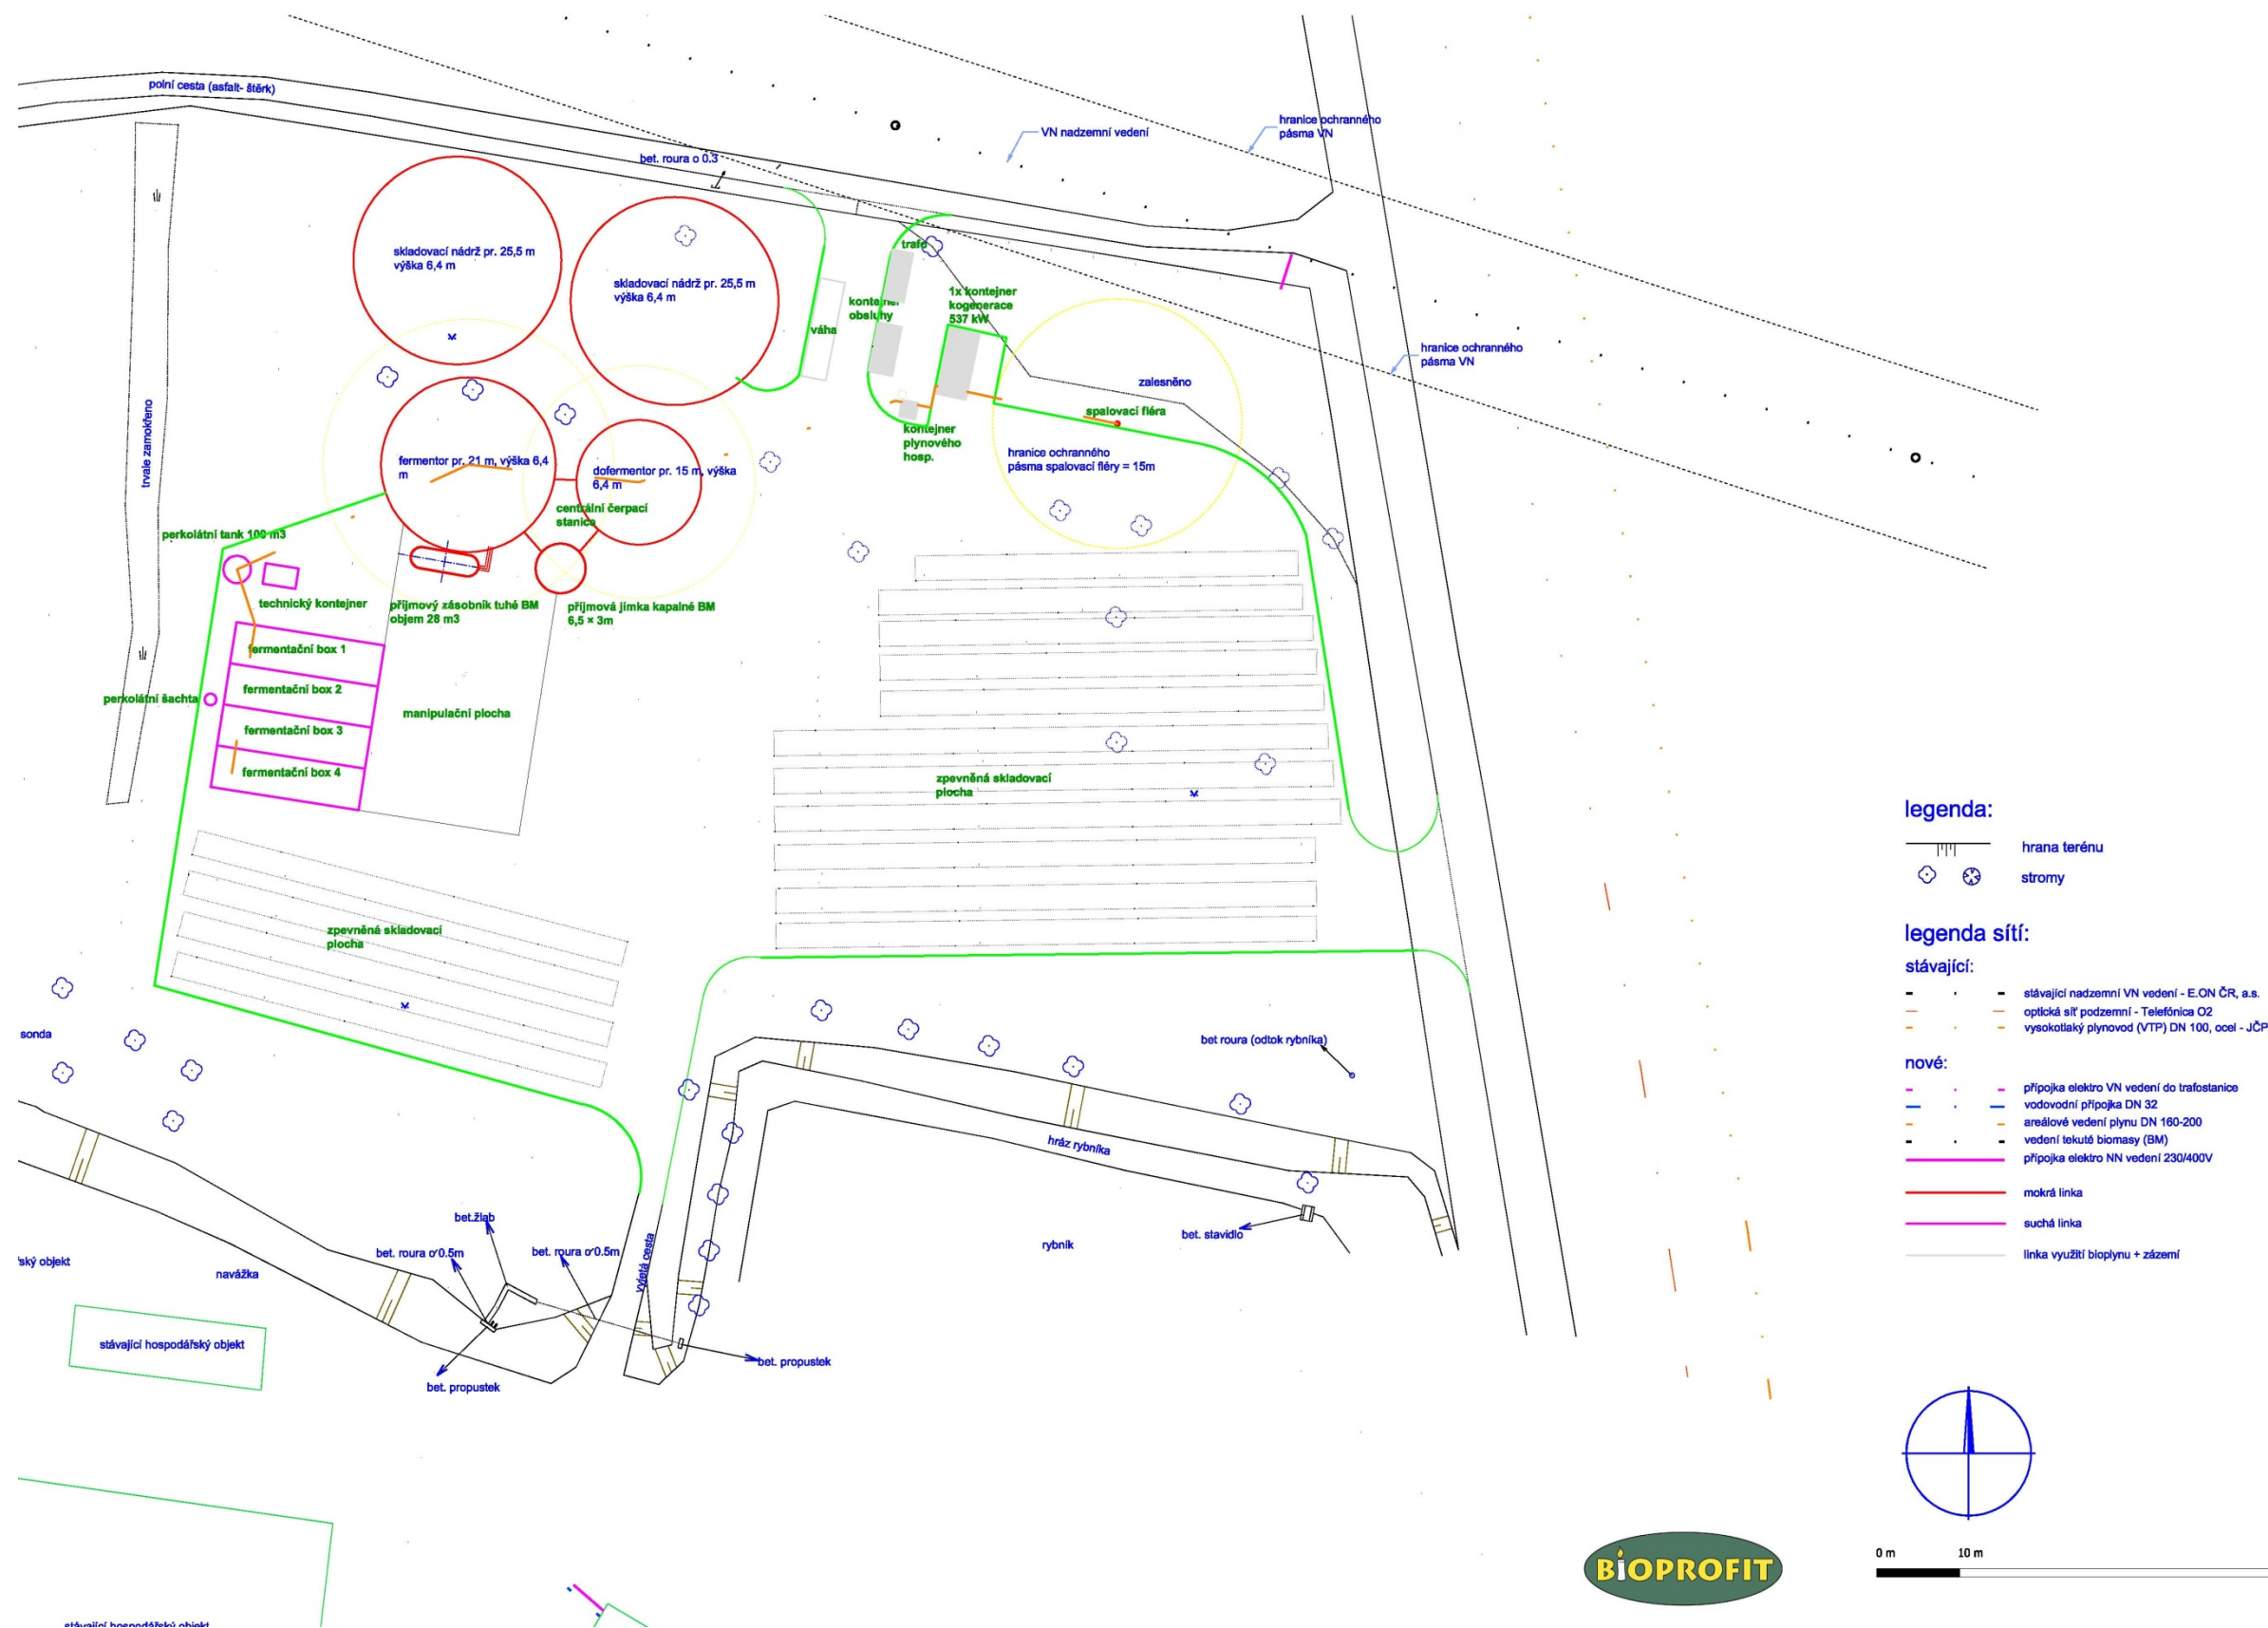 polní cesta (asfalt- štěrk)
bet. roura o 0.3
VN nadzemní vedení
hranice ochranného
pásma VN
trvale zamokřeno
skladovací nádrž pr. 25,5 m
výška 6,4 m
skladovací nádrž pr. 25,5 m
výška 6,4 m
trafo
kontejner
obsluhy
váha
1x kontejner
kogenerace
537 kW
hranice ochranného
pásma VN
zalesněno
spalovací fléra
kontejner
plynového
hosp.
hranice ochranného
pásma spalovací fléry = 15m
fermentor pr. 21 m, výška 6,4
m
dofermentor pr. 15 m, výška
6,4 m
centrální čerpací
stanice
perkolátní tank 100 m3
technický kontejner
příjmový zásobník tuhé BM
objem 28 m3
příjmová jímka kapalné BM
6,5 × 3m
fermentační box 1
fermentační box 2
perkolátní šachta
manipulační plocha
fermentační box 3
fermentační box 4
zpevněná skladovací
plocha
zpevněná skladovací
plocha
sonda
bet roura (odtok rybníka)
hráz rybníka
bet. stavidlo
rybník
bet.žlab
bet. roura o 0.5m
bet. roura o 0.5m
vyjetá cesta
'ský objekt
navážka
stávající hospodářský objekt
bet. propustek
bet. propustek
stávající hospodářský objekt
legenda:
hrana terénu
stromy
legenda sítí:
stávající:
stávající nadzemní VN vedení - E.ON ČR, a.s.
optická síť podzemní - Telefónica O2
vysokotlaký plynovod (VTP) DN 100, ocel - JČP
nové:
přípojka elektro VN vedení do trafostanice
vodovodní přípojka DN 32
areálové vedení plynu DN 160-200
vedení tekuté biomasy (BM)
přípojka elektro NN vedení 230/400V
mokrá linka
suchá linka
linka využití bioplynu + zázemí
BiOPROFIT
0 m
10 m